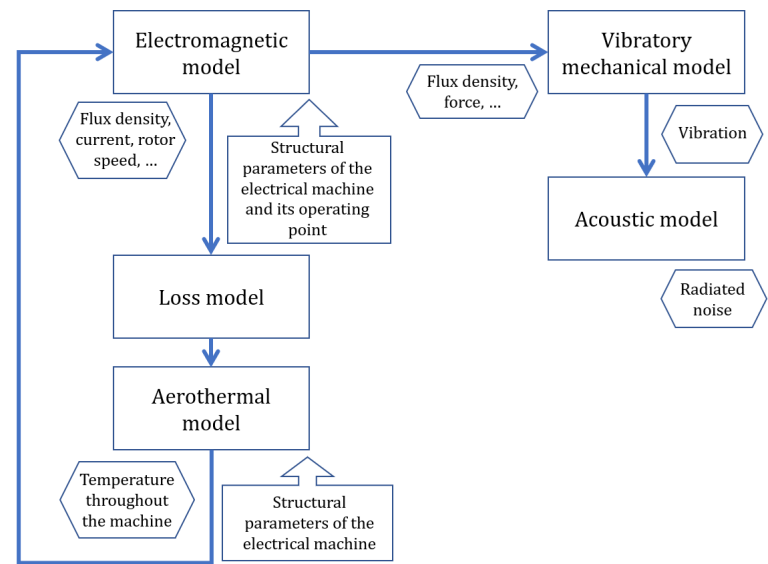 Electromagnetic
model
Vibratory
mechanical model
Flux density,
current, rotor
speed, …
Flux density,
force, …
Vibration
Structural
parameters of the
electrical machine
and its operating
point
Acoustic model
Loss model
Radiated
noise
Aerothermal
model
Temperature
throughout
the machine
Structural
parameters of the
electrical machine